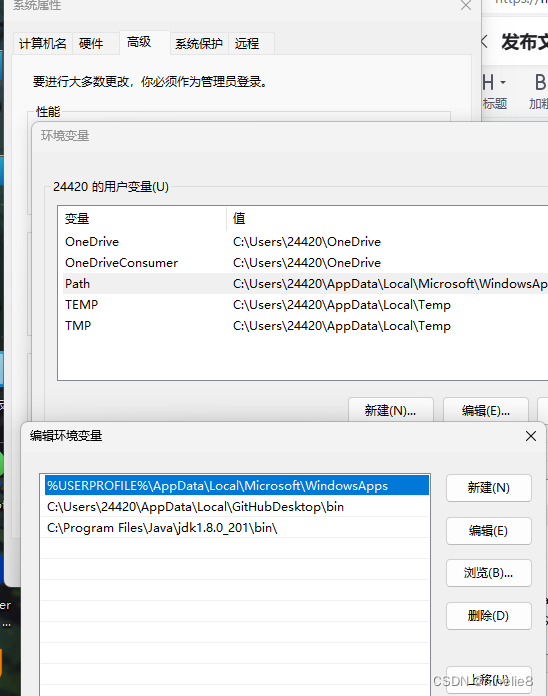 系统属性
计算机名 硬件 高级 系统保护 远程
发布文
H B
标题 加粗
要进行大多数更改，你必须作为管理员登录。
性能
环境变量
24420 的用户变量(U)
变量 值
OneDrive C:\Users\24420\OneDrive
OneDriveConsumer C:\Users\24420\OneDrive
Path C:\Users\24420\AppData\Local\Microsoft\WindowsAp
TEMP C:\Users\24420\AppData\Local\Temp
TMP C:\Users\24420\AppData\Local\Temp
新建(N)... 编辑(E)...
编辑环境变量
%USERPROFILE%\AppData\Local\Microsoft\WindowsApps
C:\Users\24420\AppData\Local\GitHubDesktop\bin
C:\Program Files\Java\jdk1.8.0_201\bin\
新建(N)
编辑(E)
浏览(B)...
删除(D)
上移(U)